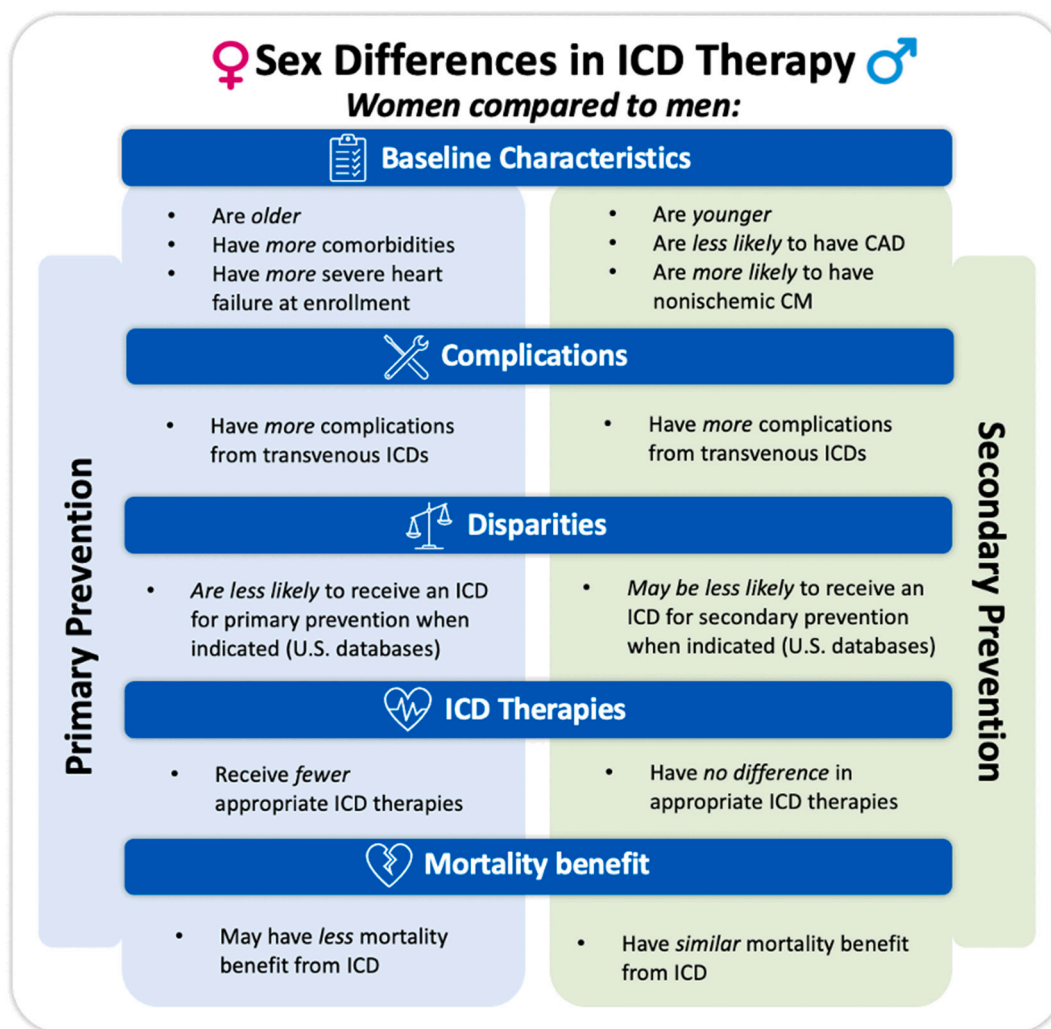 Sex Differences in ICD Therapy
Women compared to men:
Baseline Characteristics
• Are older
• Have more comorbidities
• Have more severe heart
failure at enrollment
• Are younger
• Are less likely to have CAD
• Are more likely to have
nonischemic CM
Complications
• Have more complications
from transvenous ICDs
• Have more complications
from transvenous ICDs
Disparities
• Are less likely to receive an ICD
for primary prevention when
indicated (U.S. databases)
• May be less likely to receive an
ICD for secondary prevention
when indicated (U.S. databases)
ICD Therapies
• Receive fewer
appropriate ICD therapies
• Have no difference in
appropriate ICD therapies
Mortality benefit
• May have less mortality
benefit from ICD
• Have similar mortality benefit
from ICD
Primary Prevention
Secondary Prevention